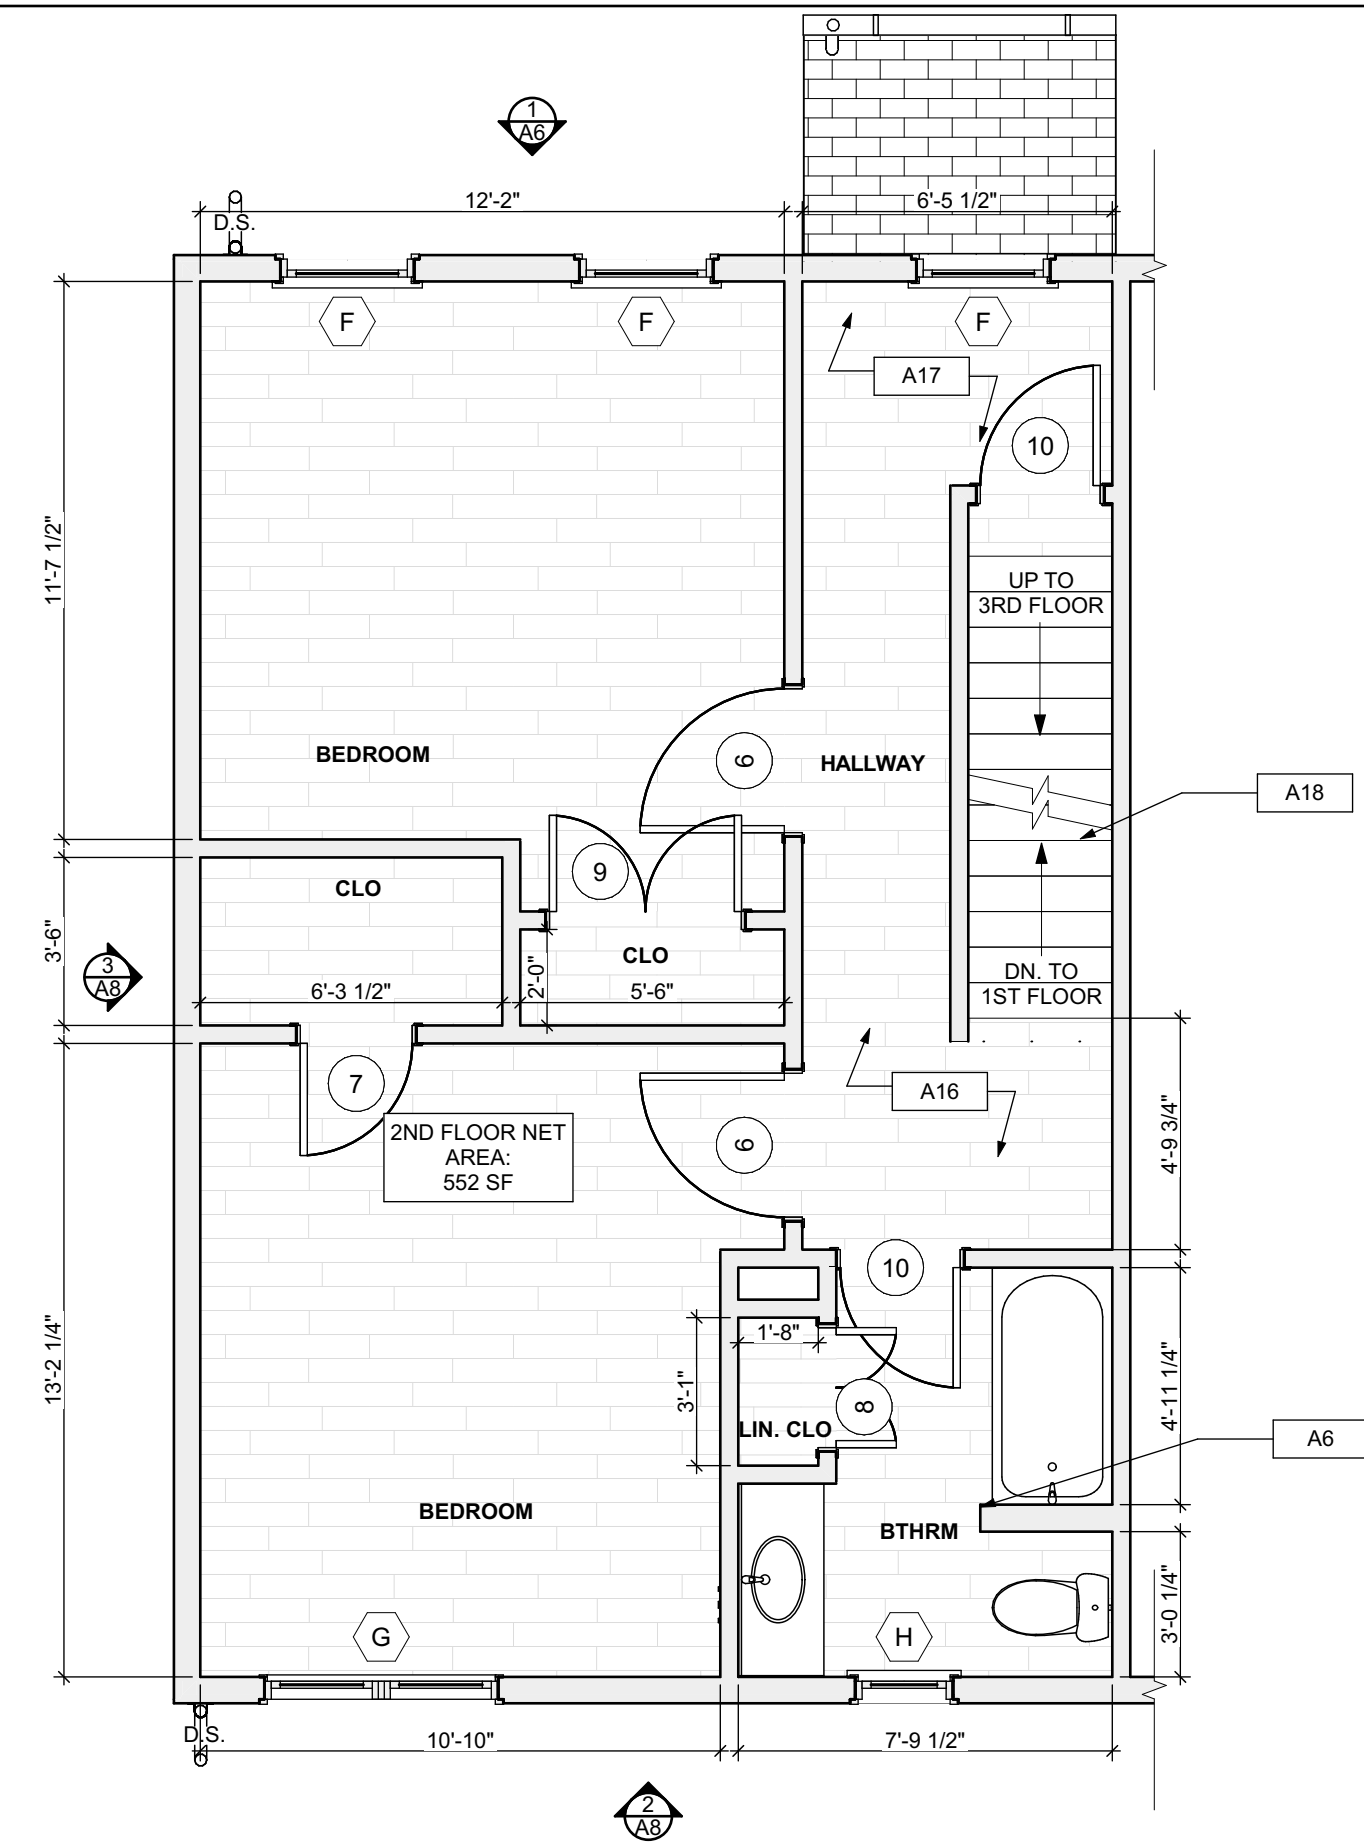 1
A6
12'-2"
6'-5 1/2"
D.S.
F
F
F
A17
10
11'-7 1/2"
UP TO
3RD FLOOR
BEDROOM
6
HALLWAY
A18
9
CLO
3'-6"
CLO
3
A8
6'-3 1/2"
2'-0"
5'-6"
DN. TO
1ST FLOOR
7
A16
2ND FLOOR NET
AREA:
552 SF
6
4'-9 3/4"
10
13'-2 1/4"
1'-8"
3'-1"
8
LIN. CLO
4'-11 1/4"
A6
BEDROOM
BTHRM
3'-0 1/4"
G
H
D.S.
10'-10"
7'-9 1/2"
2
A8